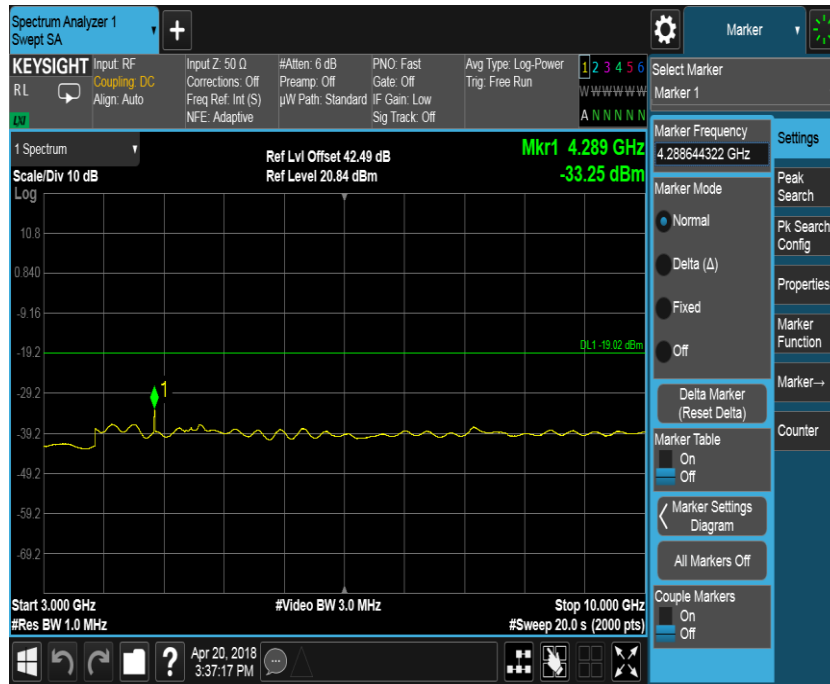 Spectrum Analyzer 1
Swept SA
+
Marker
KEYSIGHT
RL
LXI
Input: RF
Coupling: DC
Align: Auto
Input Z: 50 Ω
Corrections: Off
Freq Ref: Int (S)
NFE: Adaptive
#Atten: 6 dB
Preamp: Off
µW Path: Standard
PNO: Fast
Gate: Off
IF Gain: Low
Sig Track: Off
Avg Type: Log-Power
Trig: Free Run
1 2 3 4 5 6
W W W W W W
A N N N N N
Select Marker
Marker 1
1 Spectrum
Scale/Div 10 dB
Ref Lvl Offset 42.49 dB
Ref Level 20.84 dBm
Mkr1 4.289 GHz
-33.25 dBm
Log
10.8
0.840
-9.16
-19.2
-29.2
-39.2
-49.2
-59.2
-69.2
DL1 -19.02 dBm
1
Start 3.000 GHz
#Res BW 1.0 MHz
#Video BW 3.0 MHz
Stop 10.000 GHz
#Sweep 20.0 s (2000 pts)
Marker Frequency
4.288644322 GHz
Marker Mode
Normal
Delta (Δ)
Fixed
Off
Delta Marker
(Reset Delta)
Marker Table
On
Off
Marker Settings
Diagram
All Markers Off
Couple Markers
On
Off
Settings
Peak
Search
Pk Search
Config
Properties
Marker
Function
Marker→
Counter
?
Apr 20, 2018
3:37:17 PM